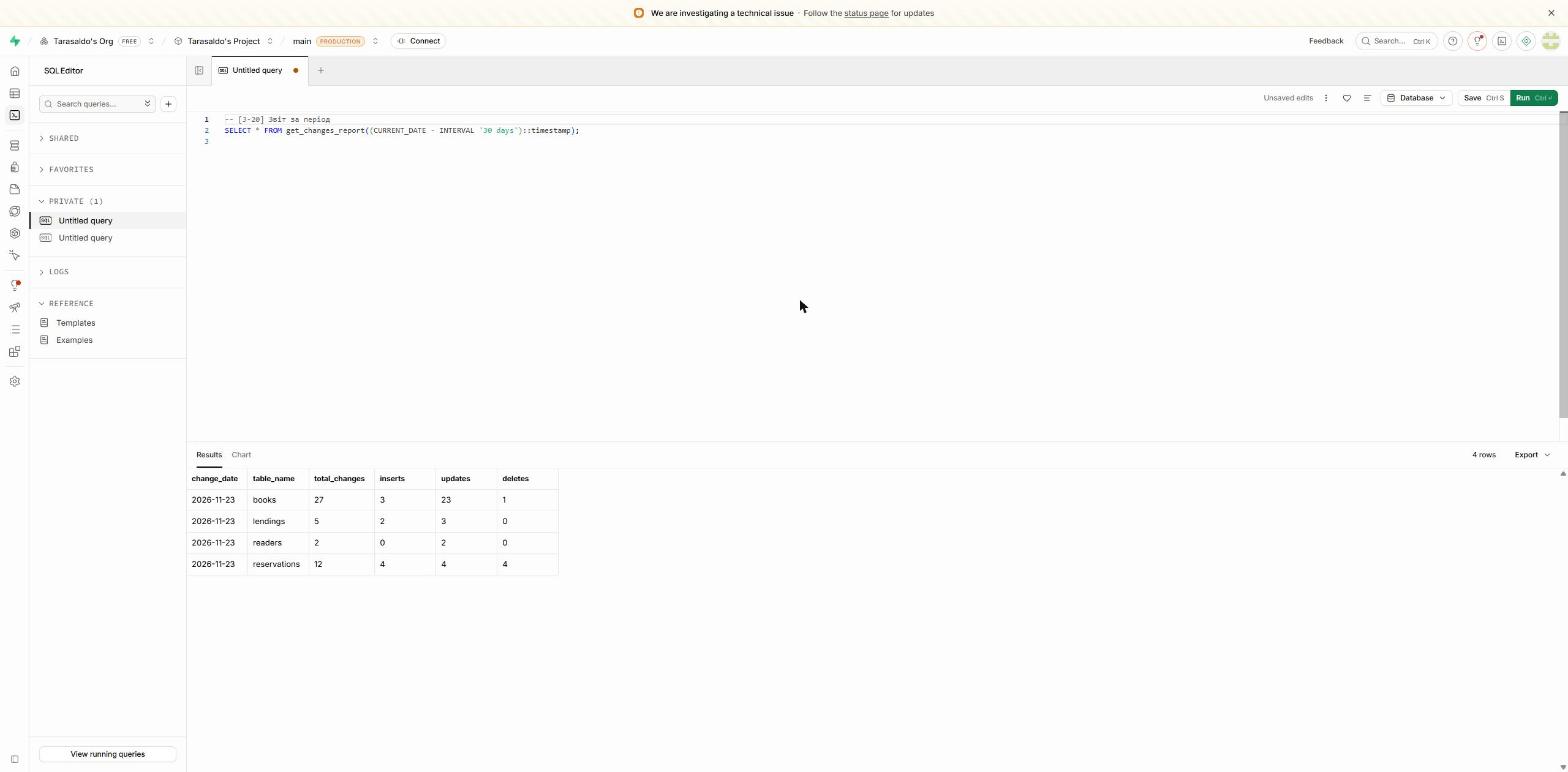 We are investigating a technical issue · Follow the status page for updates
Tarasaldo's Org FREE / Tarasaldo's Project / main PRODUCTION Connect
Feedback Search... Ctrl K
SQLEditor
SQL Untitled query
Search queries...
Unsaved edits Database Save Ctrl S Run Ctrl ↵
SHARED
FAVORITES
PRIVATE (1)
SQL Untitled query
SQL Untitled query
LOGS
REFERENCE
Templates
Examples
View running queries
1 -- [3-20] Звіт за період
2 SELECT * FROM get_changes_report((CURRENT_DATE - INTERVAL '30 days')::timestamp);
3
Results Chart 4 rows Export
change_date table_name total_changes inserts updates deletes
2026-11-23 books 27 3 23 1
2026-11-23 lendings 5 2 3 0
2026-11-23 readers 2 0 2 0
2026-11-23 reservations 12 4 4 4